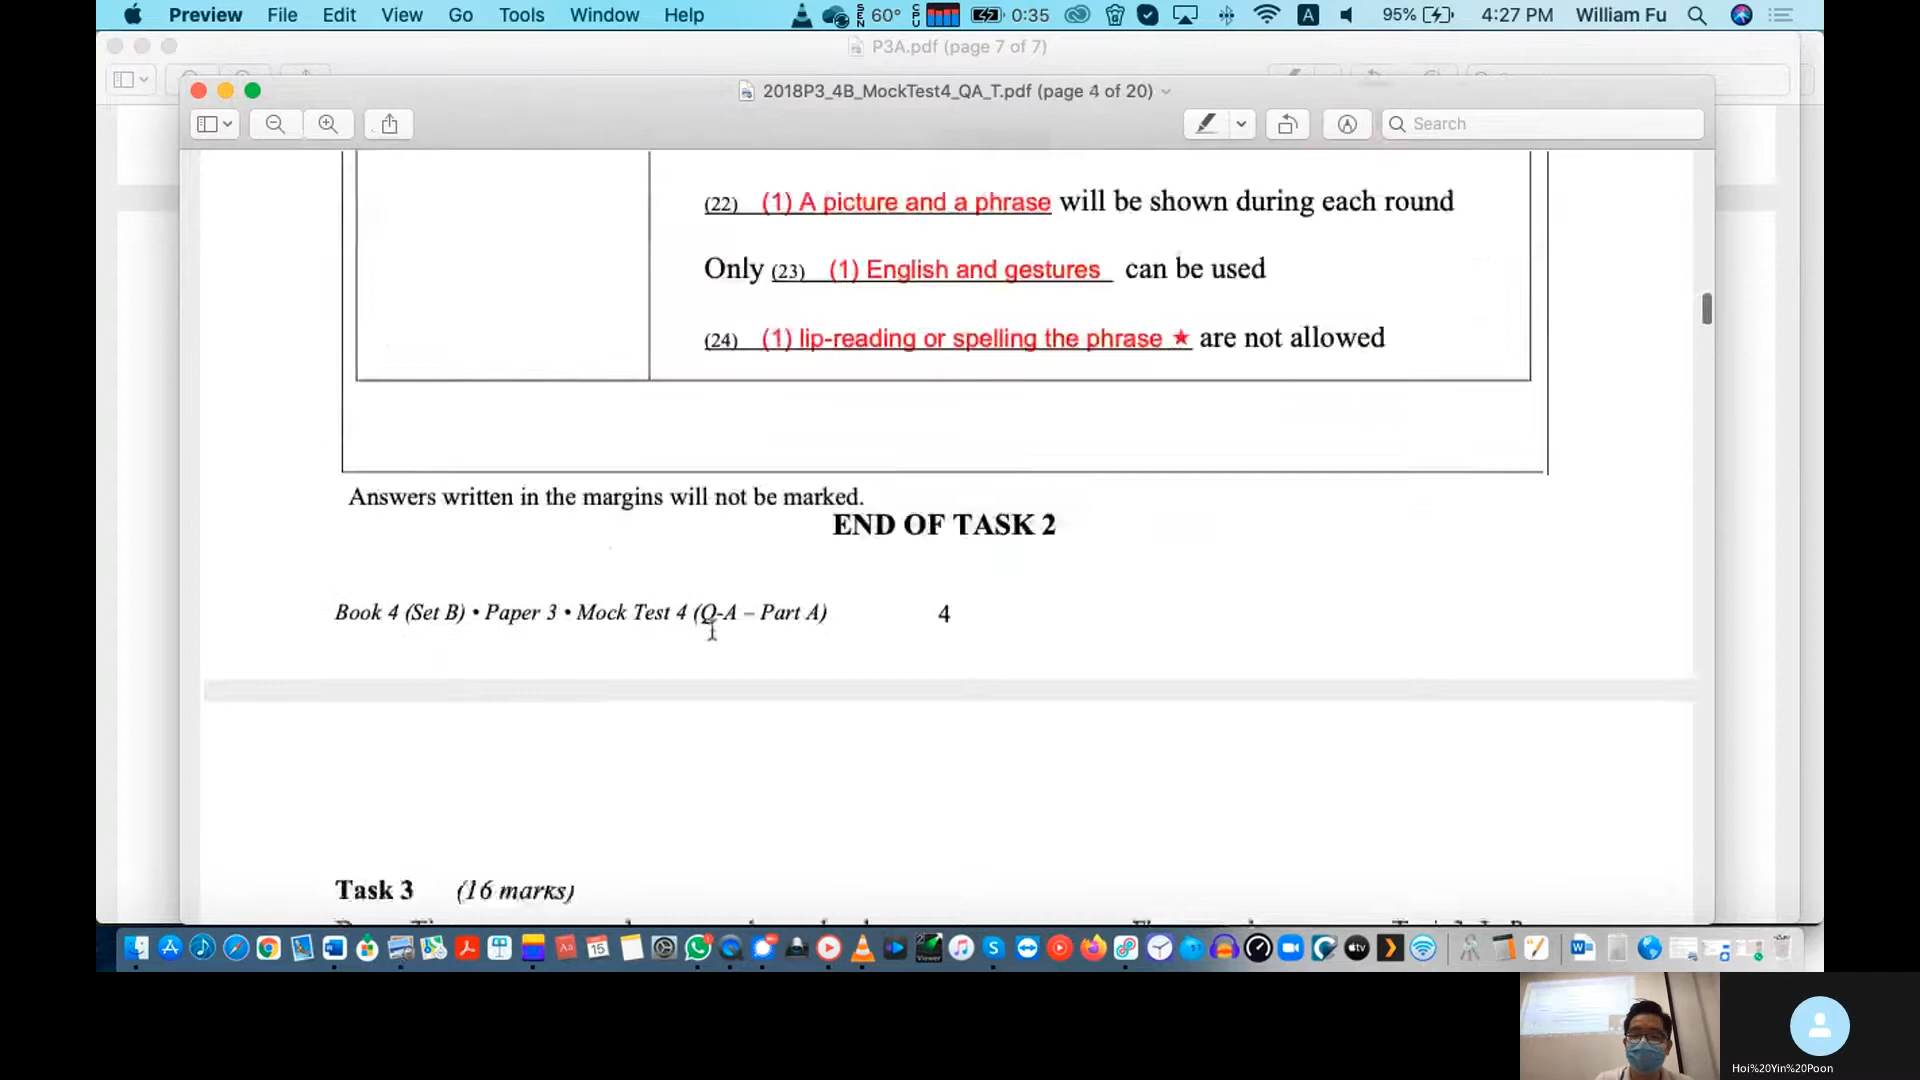 Preview File Edit View Go Tools Window Help SEN 60° CPU 0:35 A 95% 4:27 PM William Fu
P3A.pdf (page 7 of 7)
2018P3_4B_MockTest4_QA_T.pdf (page 4 of 20)
Search
(22) (1) A picture and a phrase will be shown during each round
Only (23) (1) English and gestures can be used
(24) (1) lip-reading or spelling the phrase ★ are not allowed
Answers written in the margins will not be marked.
END OF TASK 2
Book 4 (Set B) • Paper 3 • Mock Test 4 (Q-A – Part A) 4
Task 3 (16 marks)
Hoi%20Yin%20Poon